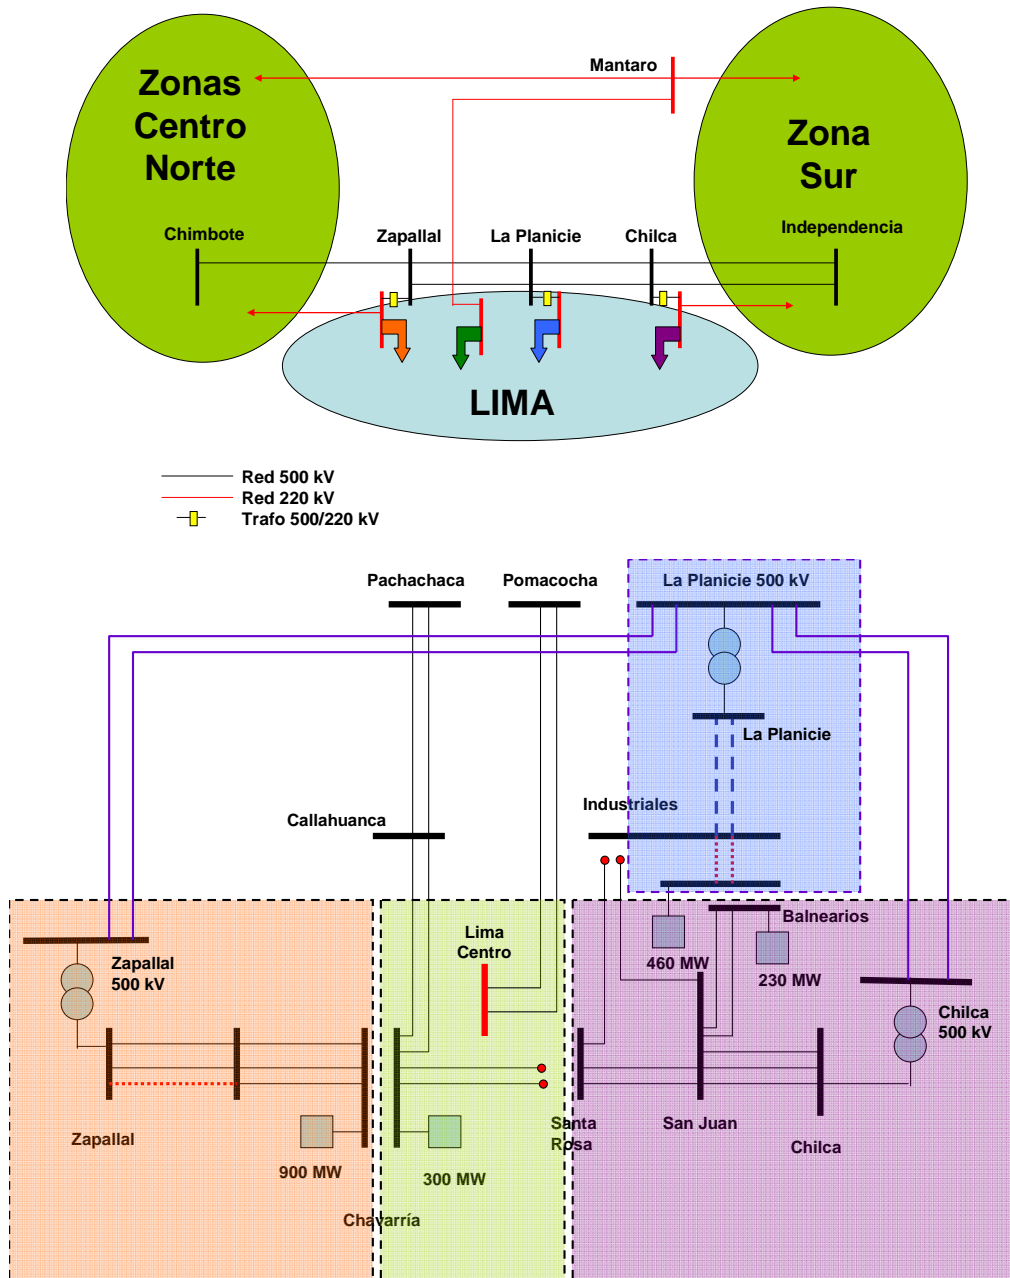 Mantaro
Zonas
Centro
Norte
Zona
Sur
Chimbote
Zapallal
La Planicie
Chilca
Independencia
LIMA
Red 500 kV
Red 220 kV
Trafo 500/220 kV
Pachachaca
Pomacocha
La Planicie 500 kV
La Planicie
Industriales
Callahuanca
Balnearios
Lima
Centro
460 MW
230 MW
Zapallal
500 kV
Chilca
500 kV
Zapallal
900 MW
300 MW
Santa
Rosa
San Juan
Chilca
Chavarría